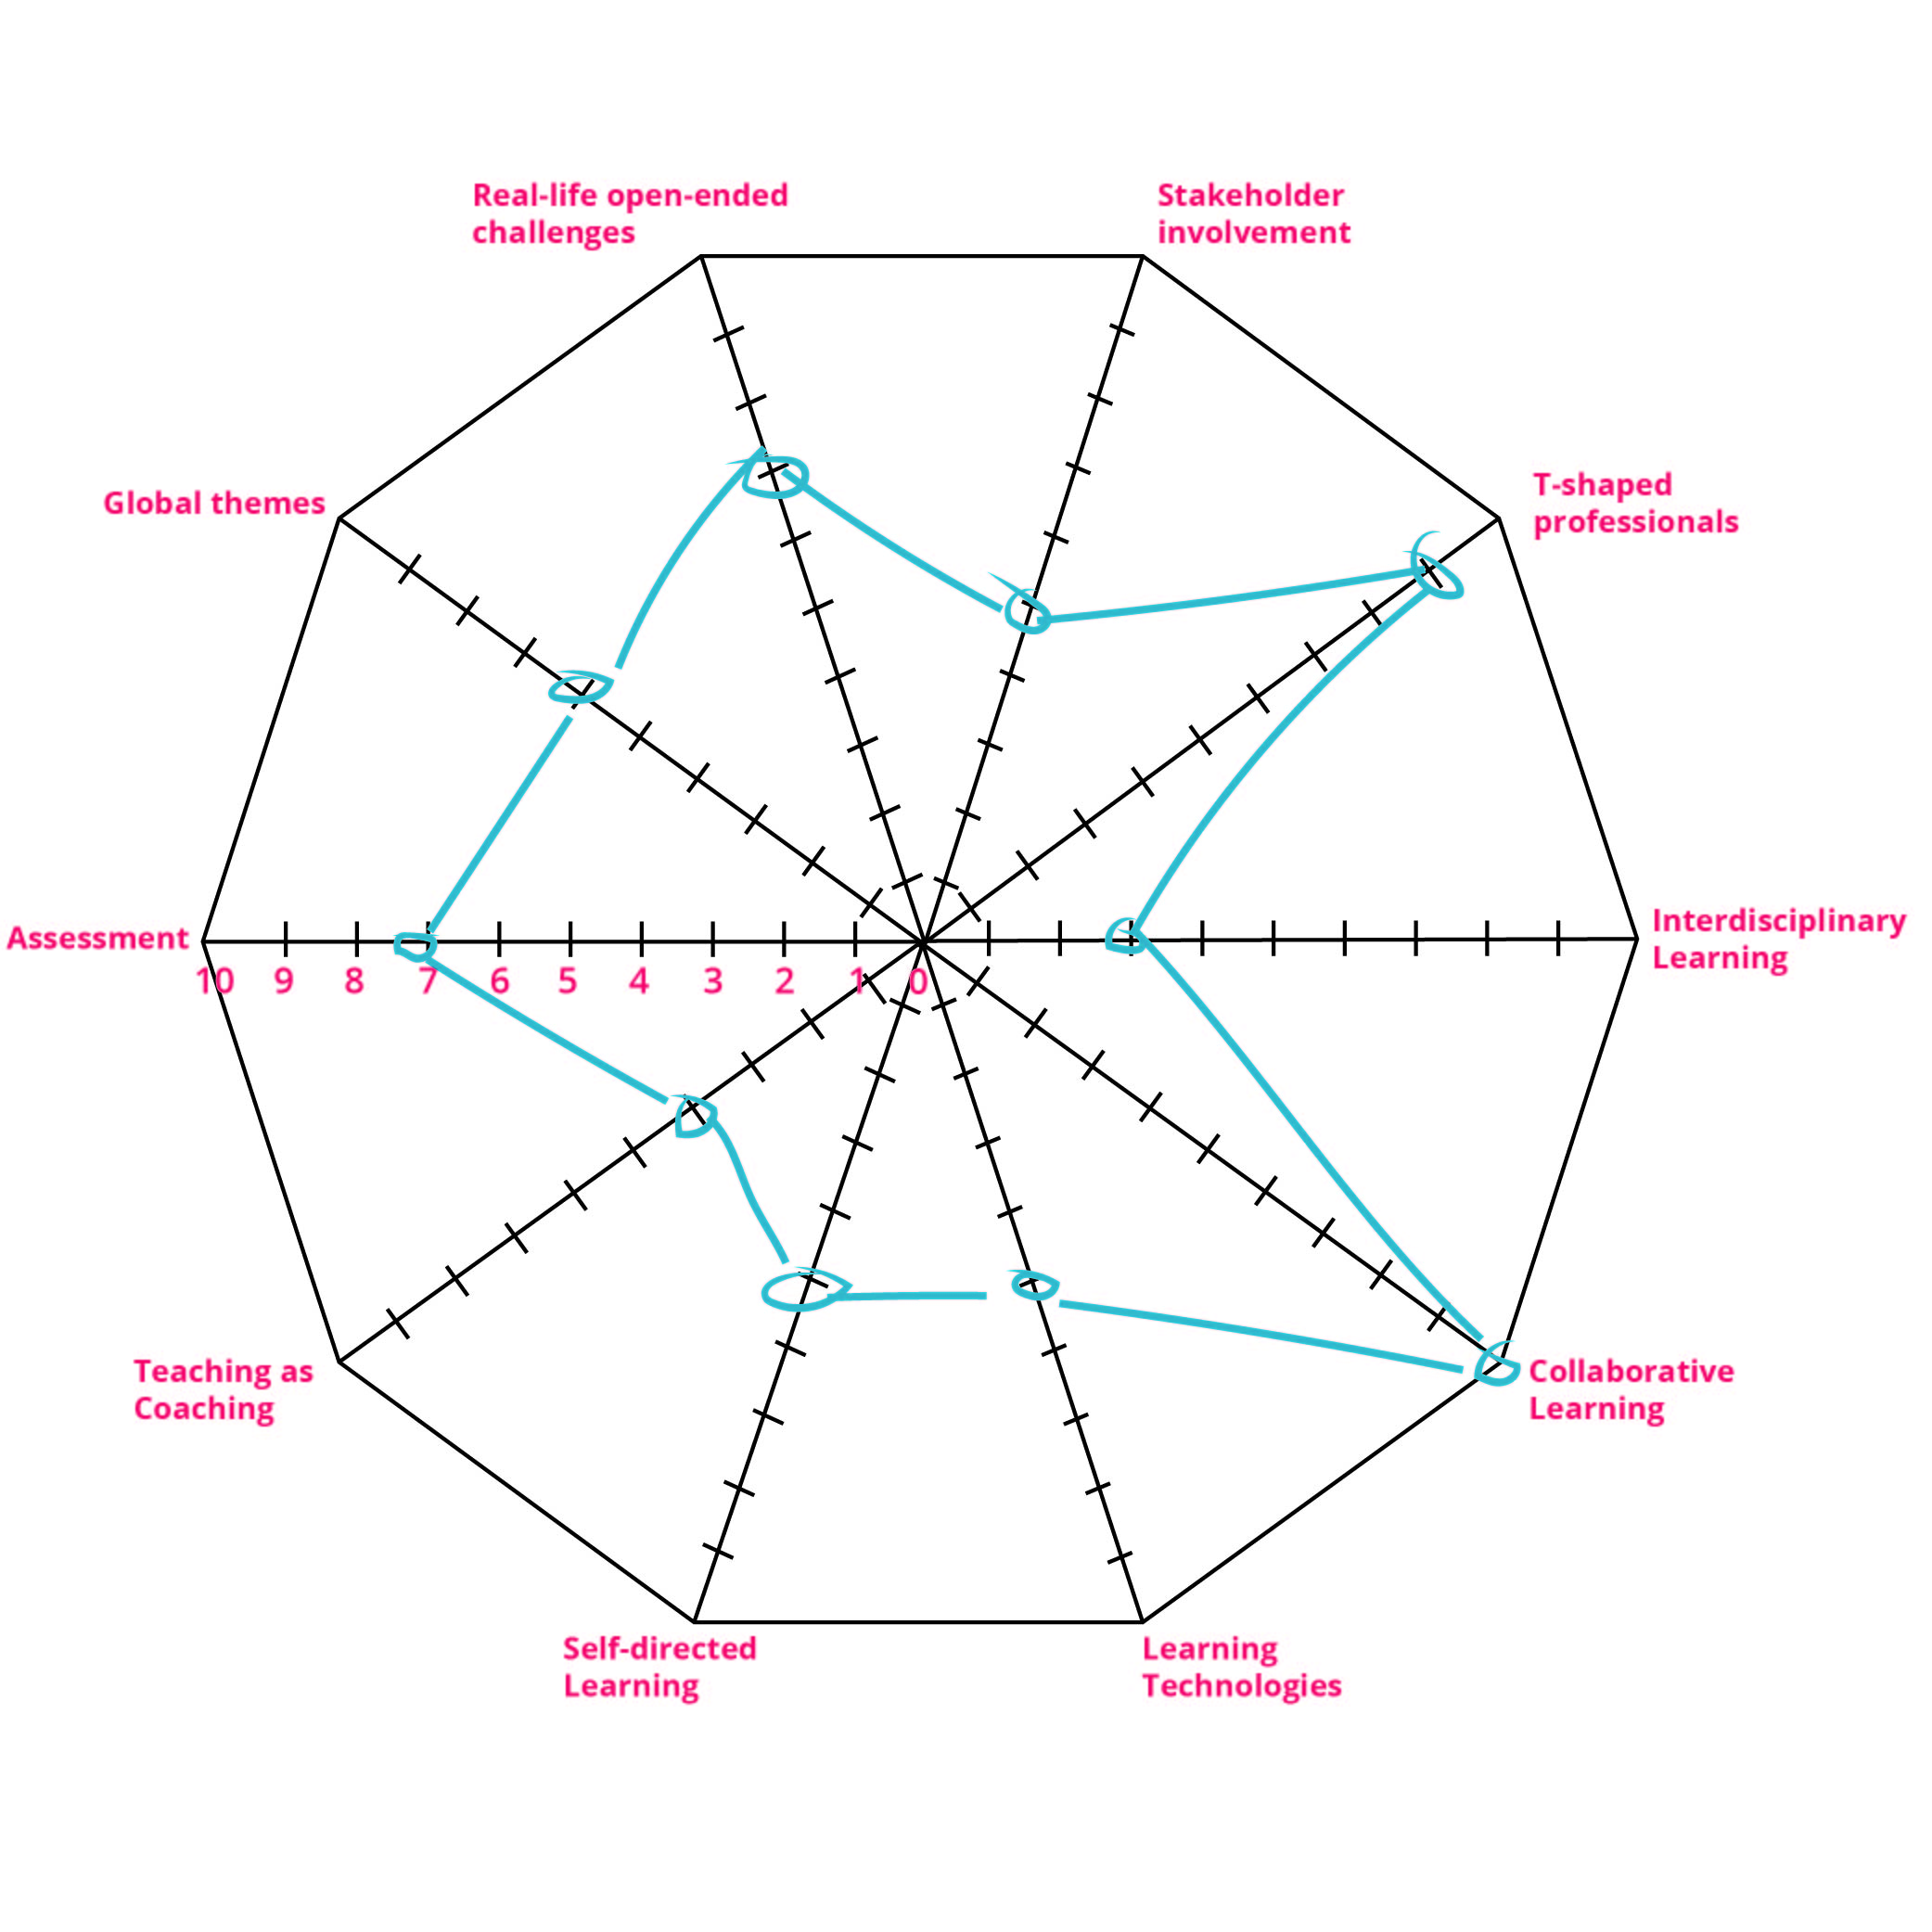 Real-life open-ended
challenges
Stakeholder
involvement
Global themes
T-shaped
professionals
Assessment
Interdisciplinary
Learning
10 9 8 7 6 5 4 3 2 1 0
Teaching as
Coaching
Collaborative
Learning
Self-directed
Learning
Learning
Technologies